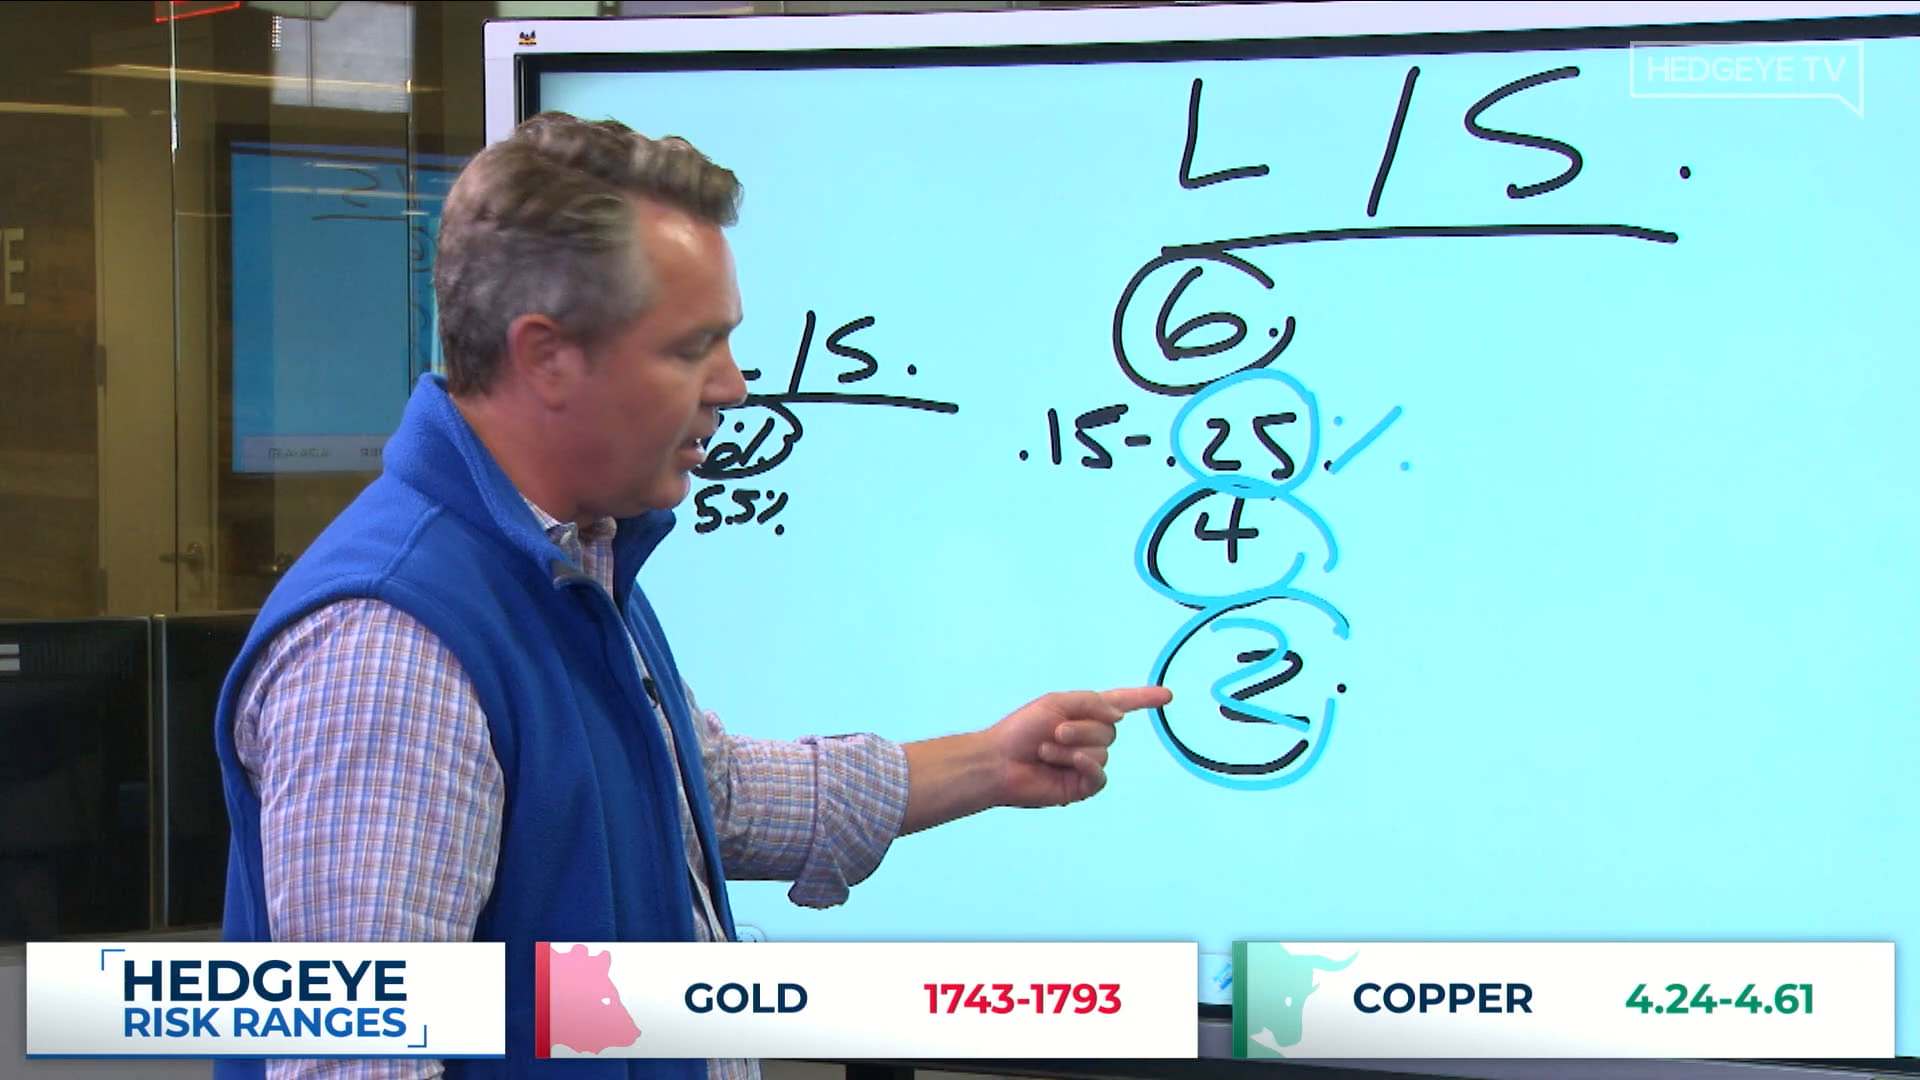 HEDGEYE TV
L / S .
6.
/ S .
.15 - .25 %
5.5%
4
2.
E
HEDGEYE
RISK RANGES
GOLD 1743-1793
COPPER 4.24-4.61